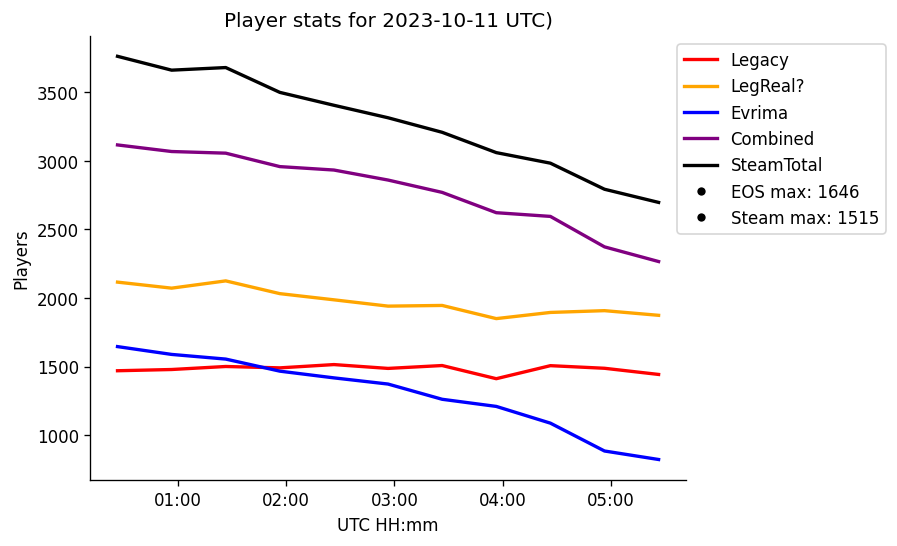 Player stats for 2023-10-11 UTC)
Legacy
LegReal?
Evrima
Combined
SteamTotal
EOS max: 1646
Steam max: 1515
Players
3500
3000
2500
2000
1500
1000
01:00 02:00 03:00 04:00 05:00
UTC HH:mm